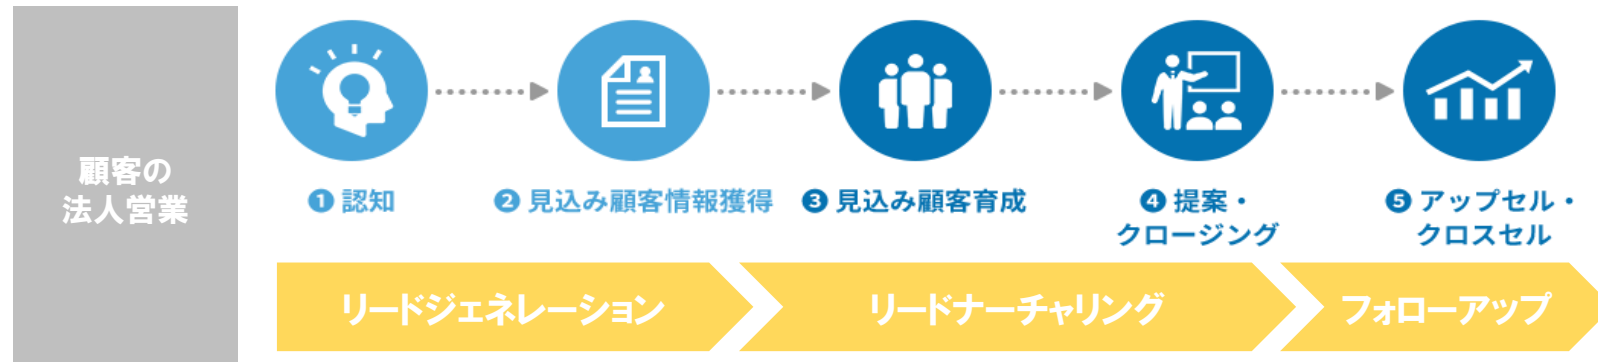 顧客の
法人営業
❶ 認知
❷ 見込み顧客情報獲得
❸ 見込み顧客育成
❹ 提案・
クロージング
❺ アップセル・
クロスセル
リードジェネレーション
リードナーチャリング
フォローアップ